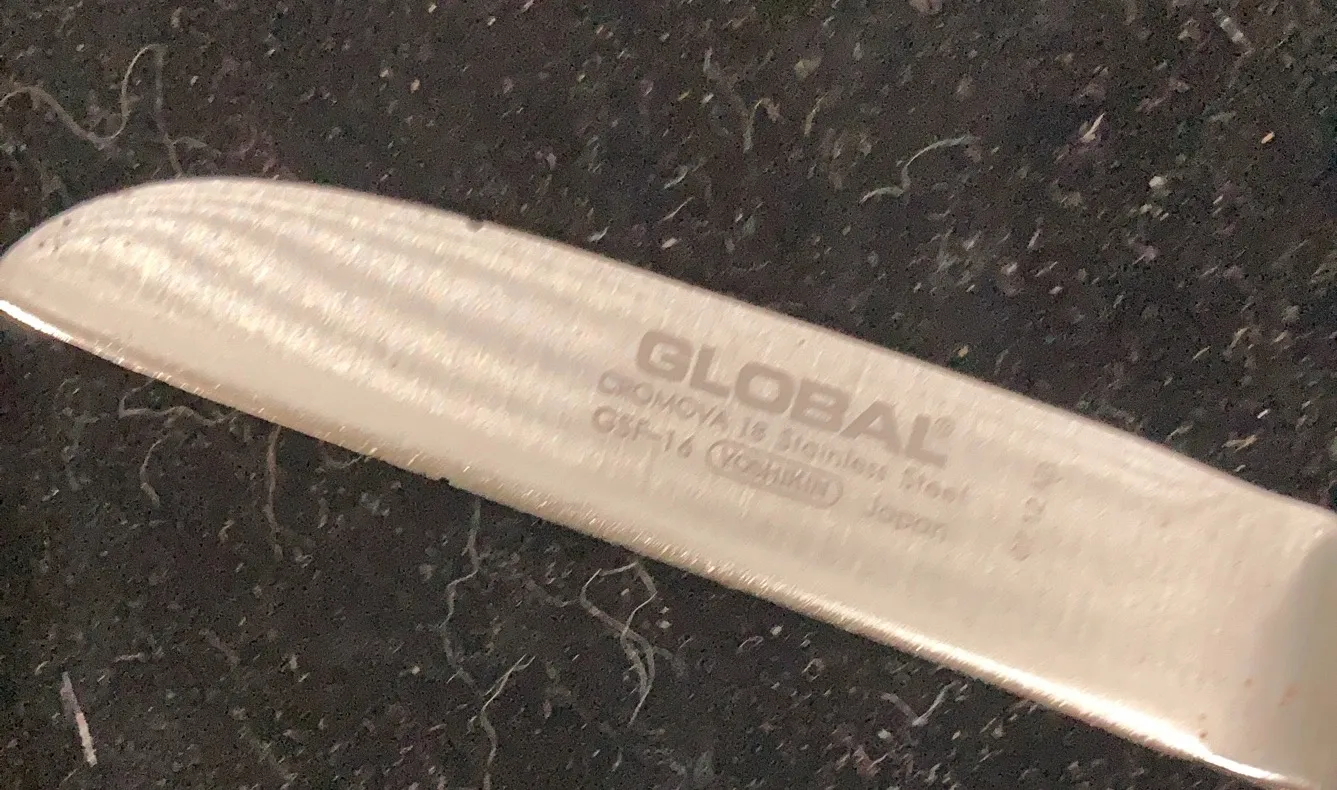 GLOBAL®
CROMOVA 18 Stainless Steel
GSF-16 YOSHIKIN Japan